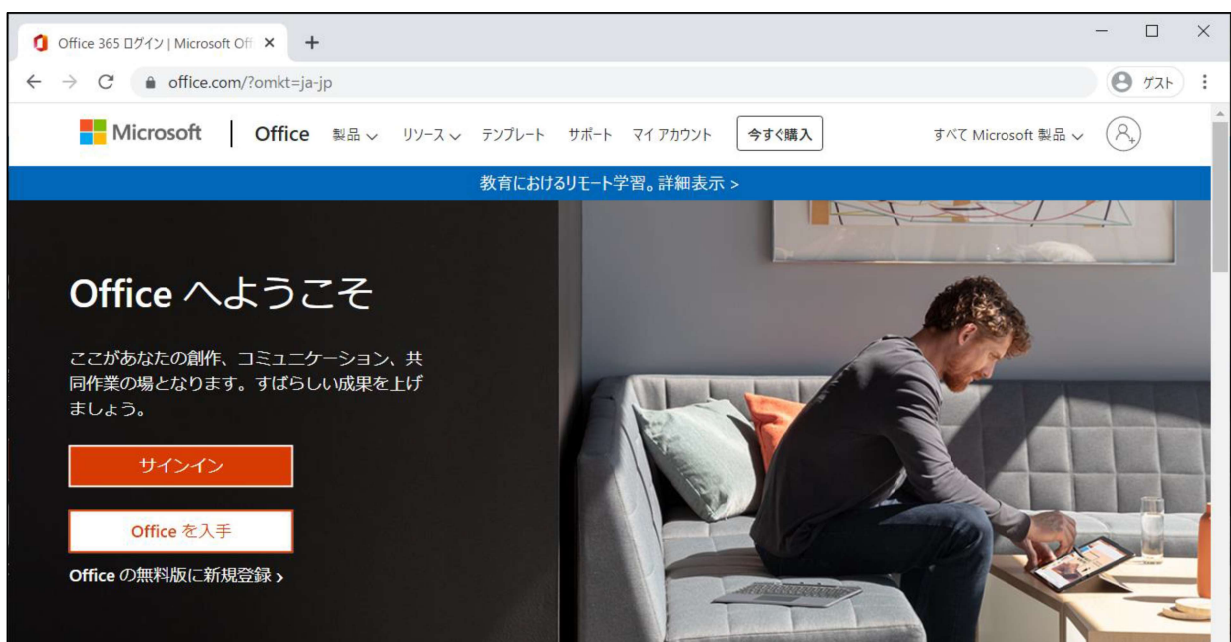 Office 365 ログイン | Microsoft Off
office.com/?omkt=ja-jp
ゲスト
Microsoft | Office 製品 リソース テンプレート サポート マイ アカウント 今すぐ購入 すべて Microsoft 製品
教育におけるリモート学習。詳細表示 >
Office へようこそ
ここがあなたの創作、コミュニケーション、共
同作業の場となります。すばらしい成果を上げ
ましょう。
サインイン
Office を入手
Office の無料版に新規登録 >